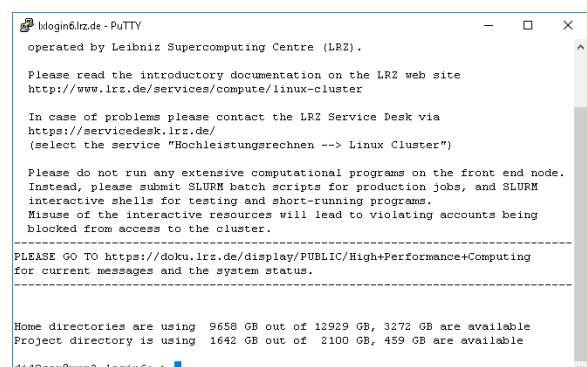 lxlogin6.lrz.de - PuTTY
operated by Leibniz Supercomputing Centre (LRZ).
Please read the introductory documentation on the LRZ web site
http://www.lrz.de/services/compute/linux-cluster
In case of problems please contact the LRZ Service Desk via
https://servicedesk.lrz.de/
(select the service "Hochleistungsrechnen --> Linux Cluster")
Please do not run any extensive computational programs on the front end node.
Instead, please submit SLURM batch scripts for production jobs, and SLURM
interactive shells for testing and short-running programs.
Misuse of the interactive resources will lead to violating accounts being
blocked from access to the cluster.
PLEASE GO TO https://doku.lrz.de/display/PUBLIC/High+Performance+Computing
for current messages and the system status.
Home directories are using 9658 GB out of 12929 GB, 3272 GB are available
Project directory is using 1642 GB out of 2100 GB, 459 GB are available